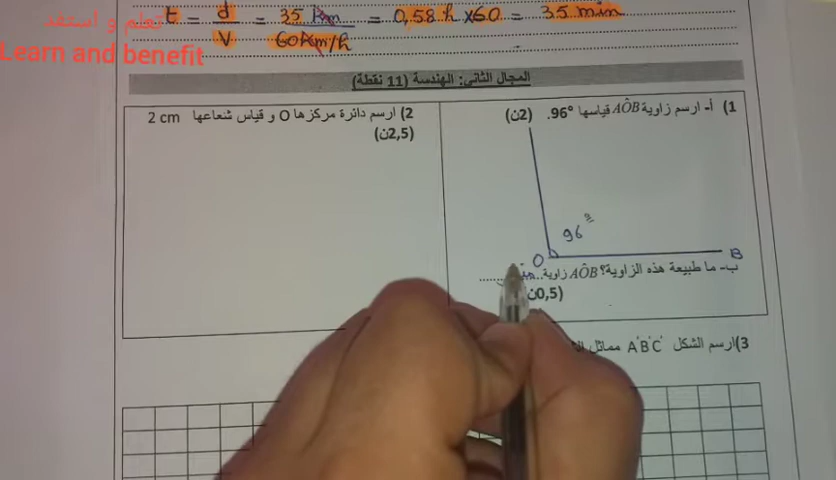 تعلم و استفد
Learn and benefit
t = d/V = 35 km / 60 km/h = 0,58 h x60 = 35 min
المجال الثاني: الهندسة (11 نقطة)
1) أ- ارسم زاوية AÔB قياسها 96°. (2ن)
96°
O
B
ب- ما طبيعة هذه الزاوية؟ AÔB زاوية
(0,5ن)
2) ارسم دائرة مركزها O و قياس شعاعها 2 cm
(2,5ن)
3) ارسم الشكل A'B'C' مماثل